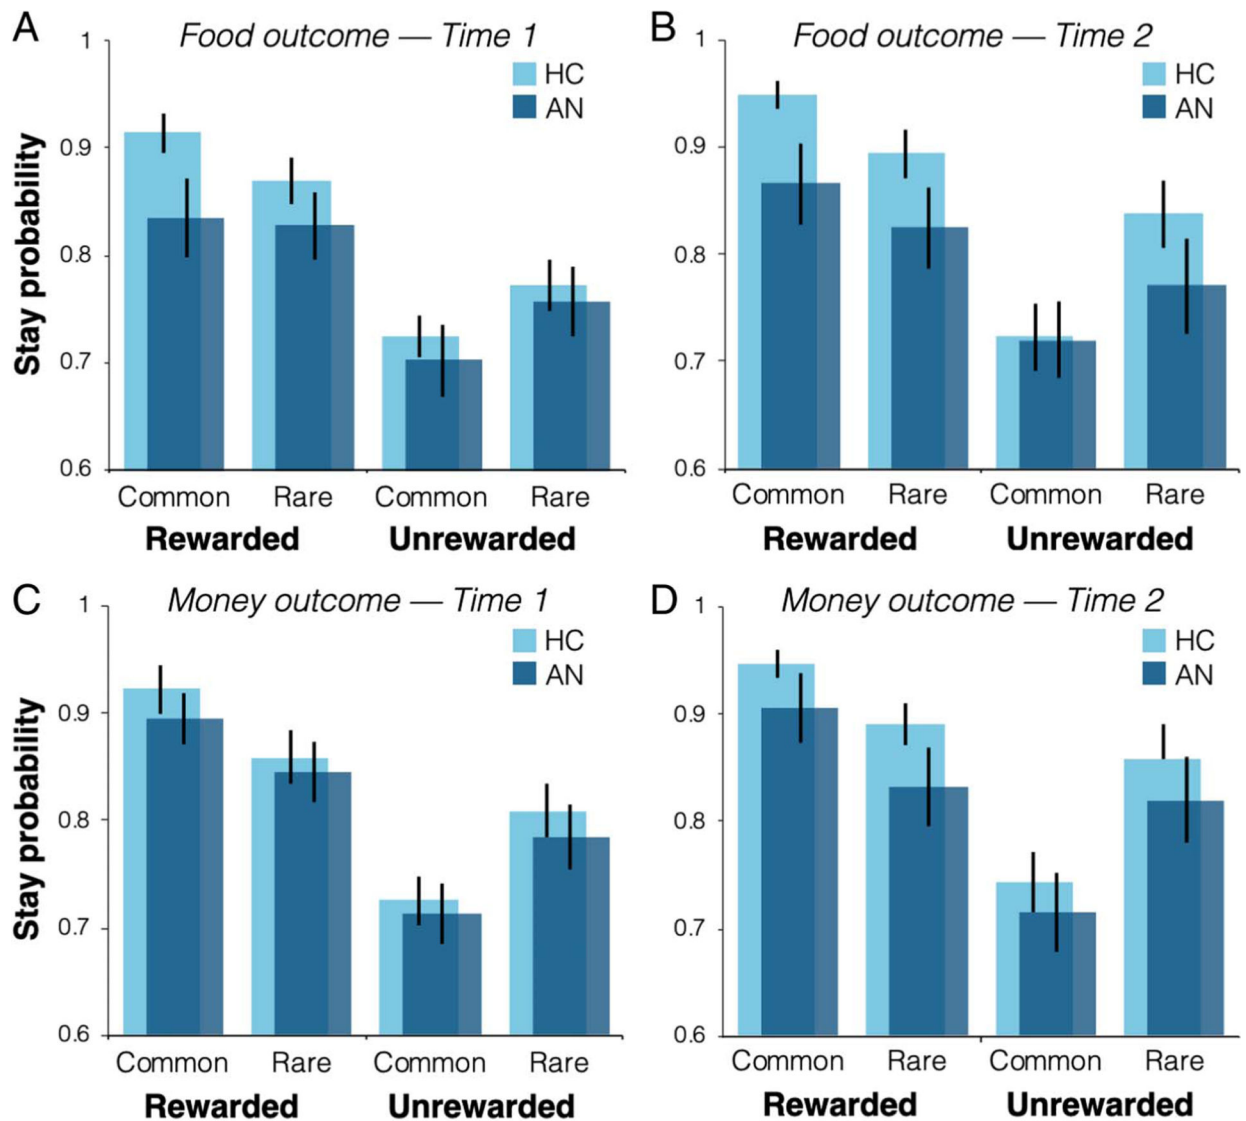 A
Food outcome — Time 1
HC
AN
Stay probability
1
0.9
0.8
0.7
0.6
Common Rare Common Rare
Rewarded Unrewarded
B
Food outcome — Time 2
HC
AN
1
0.9
0.8
0.7
0.6
Common Rare Common Rare
Rewarded Unrewarded
C
Money outcome — Time 1
HC
AN
Stay probability
1
0.9
0.8
0.7
0.6
Common Rare Common Rare
Rewarded Unrewarded
D
Money outcome — Time 2
HC
AN
1
0.9
0.8
0.7
0.6
Common Rare Common Rare
Rewarded Unrewarded